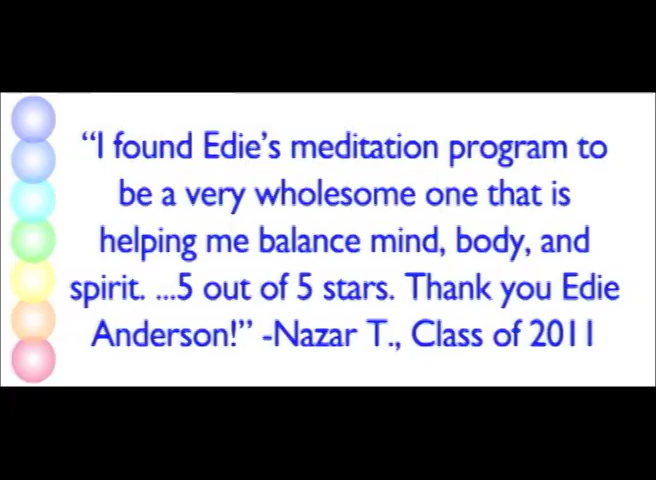 “I found Edie’s meditation program to
be a very wholesome one that is
helping me balance mind, body, and
spirit. ...5 out of 5 stars. Thank you Edie
Anderson!” -Nazar T., Class of 2011